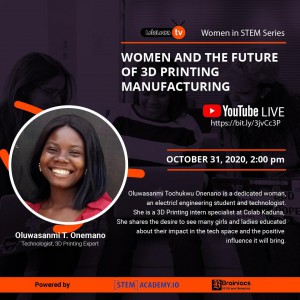 tv
Women in STEM Series
WOMEN AND THE FUTURE
OF 3D PRINTING
MANUFACTURING
YouTube LIVE
https://bit.ly/3jvCc3P
OCTOBER 31, 2020, 2:00 pm
Oluwasanmi Tochukwu Onenano is a dedicated woman,
an electricl engineering student and technologist.
She is a 3D Printing intern specialist at Colab Kaduna,
She shares the desire to see many girls and ladies educated
about their impact in the tech space and the positive
influence it will bring.
Oluwasanmi T. Onemano
Technologist, 3D Printing Expert
Powered by
STEM ACADEMY.IO
Brainiacs